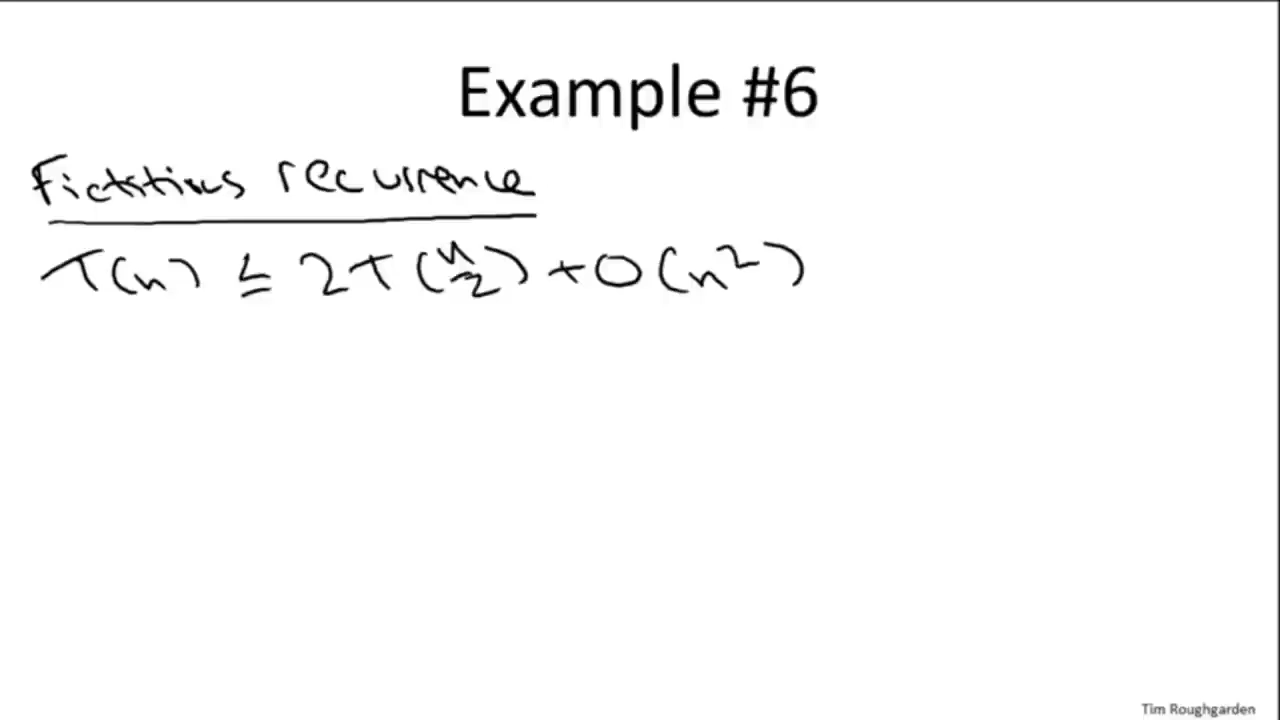 Example #6
Fictitious recurrence
T(n) ≤ 2T(n/2) + O(n²)
Tim Roughgarden